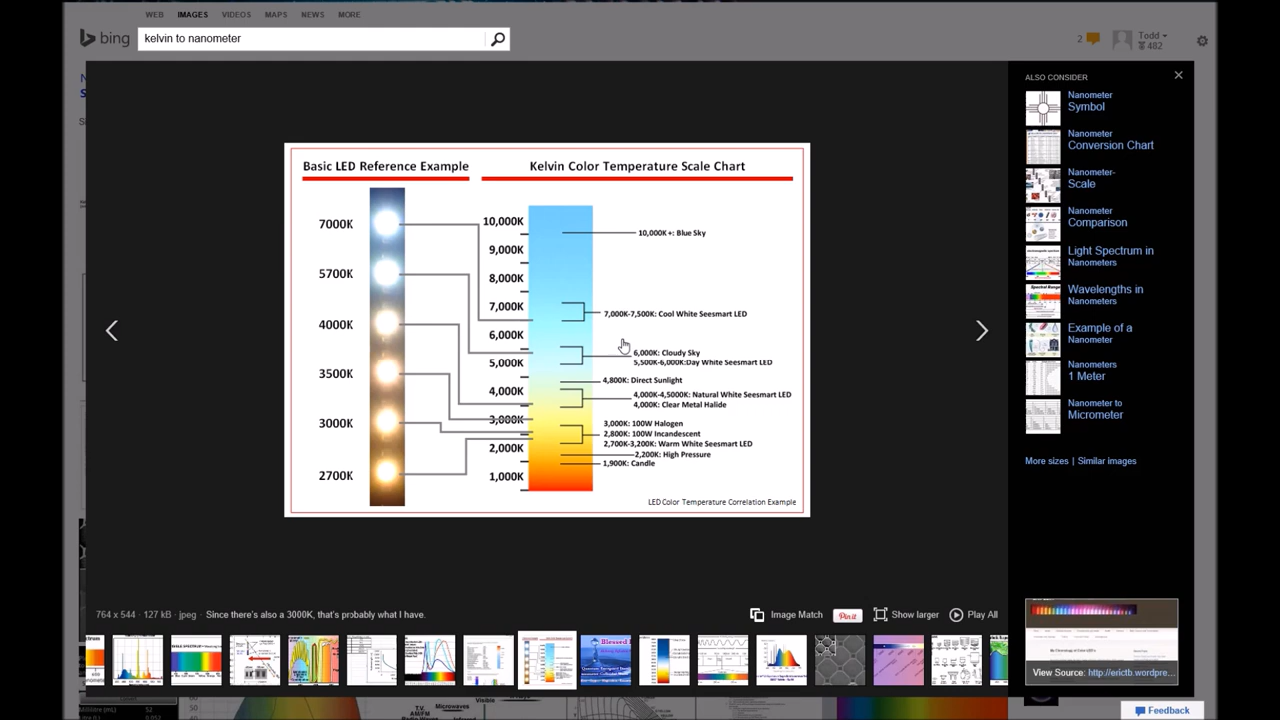 WEB IMAGES VIDEOS MAPS NEWS MORE
bing
kelvin to nanometer
2
Todd
482
Basic LED Reference Example
7000K
5700K
4000K
3500K
3000K
2700K
Kelvin Color Temperature Scale Chart
10,000K
9,000K
8,000K
7,000K
6,000K
5,000K
4,000K
3,000K
2,000K
1,000K
10,000K+: Blue Sky
7,000K-7,500K: Cool White Seesmart LED
6,000K: Cloudy Sky
5,500K-6,000K:Day White Seesmart LED
4,800K: Direct Sunlight
4,000K-4,500K: Natural White Seesmart LED
4,000K: Clear Metal Halide
3,000K: 100W Halogen
2,800K: 100W Incandescent
2,700K-3,200K: Warm White Seesmart LED
2,200K: High Pressure
1,900K: Candle
LED Color Temperature Correlation Example
ALSO CONSIDER
Nanometer
Symbol
Nanometer
Conversion Chart
Nanometer-
Scale
Nanometer
Comparison
Light Spectrum in
Nanometers
Wavelengths in
Nanometers
Example of a
Nanometer
Nanometers
1 Meter
Nanometer to
Micrometer
More sizes | Similar images
764 x 544 · 127 kB · jpeg Since there's also a 3000K, that's probably what I have.
Image Match
Pin it
Show larger
Play All
View Source: http://erictb.wordpre...
Feedback